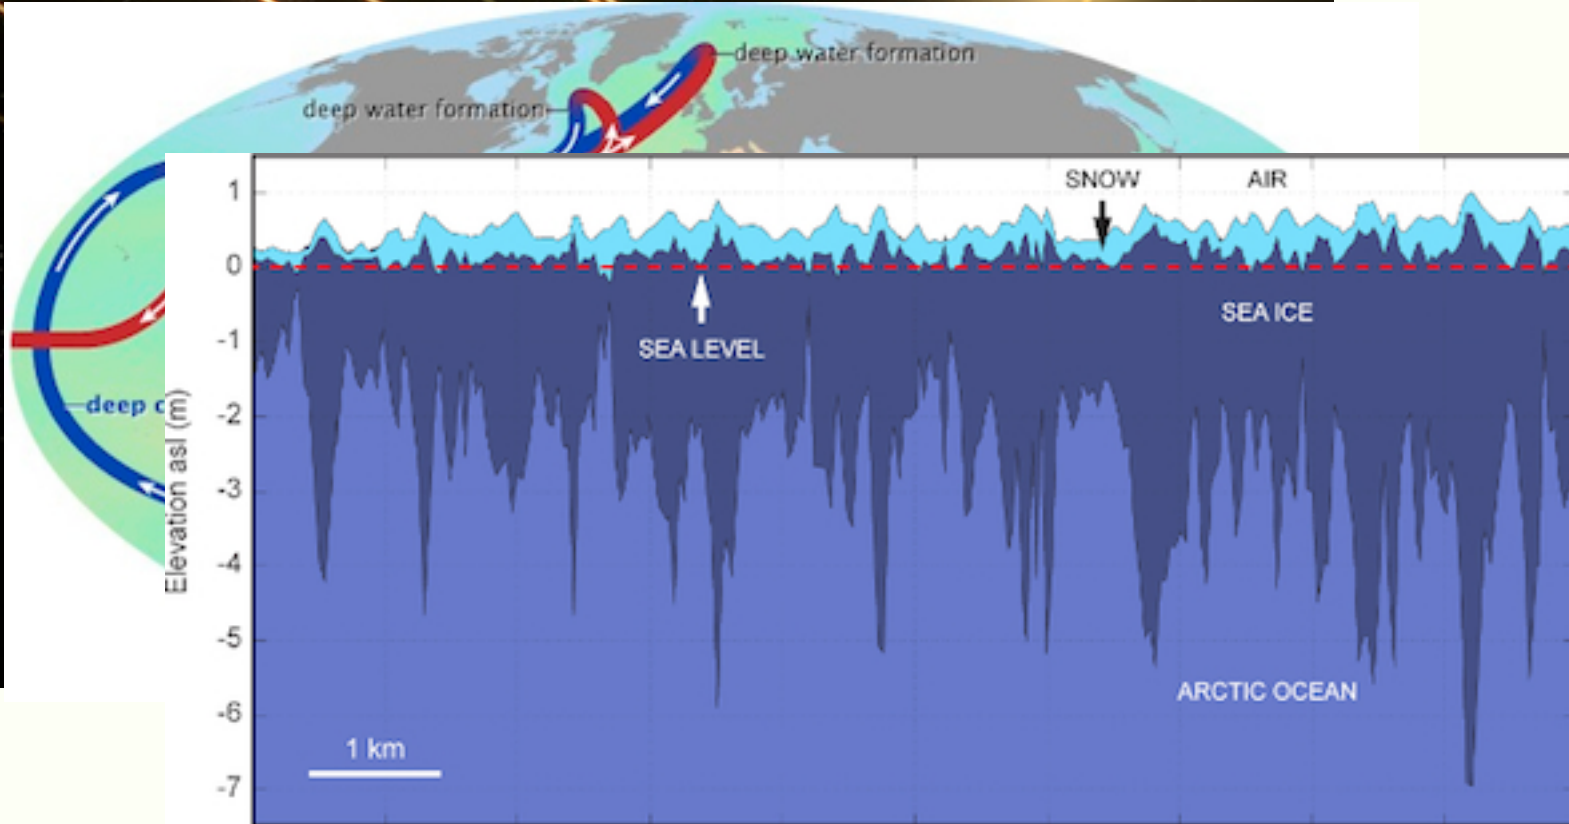 deep water formation
deep water formation
deep c
Elevation asl (m)
1
0
-1
-2
-3
-4
-5
-6
-7
SNOW
AIR
SEA LEVEL
SEA ICE
ARCTIC OCEAN
1 km